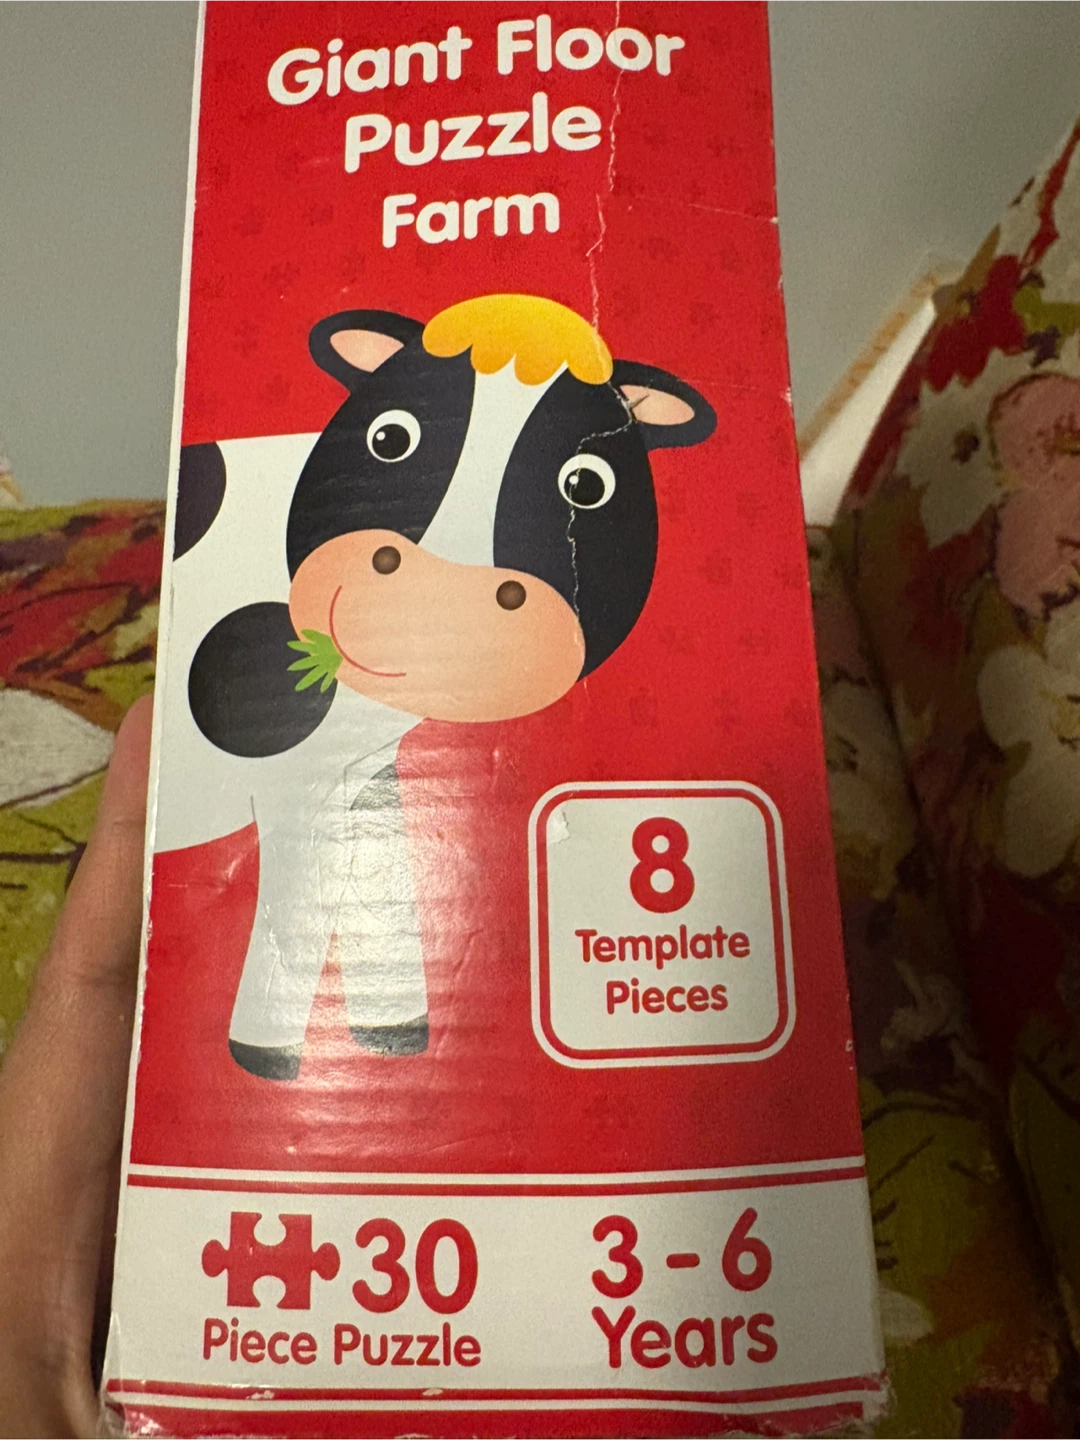 Giant Floor
Puzzle
Farm
8
Template
Pieces
30
Piece Puzzle
3 - 6
Years